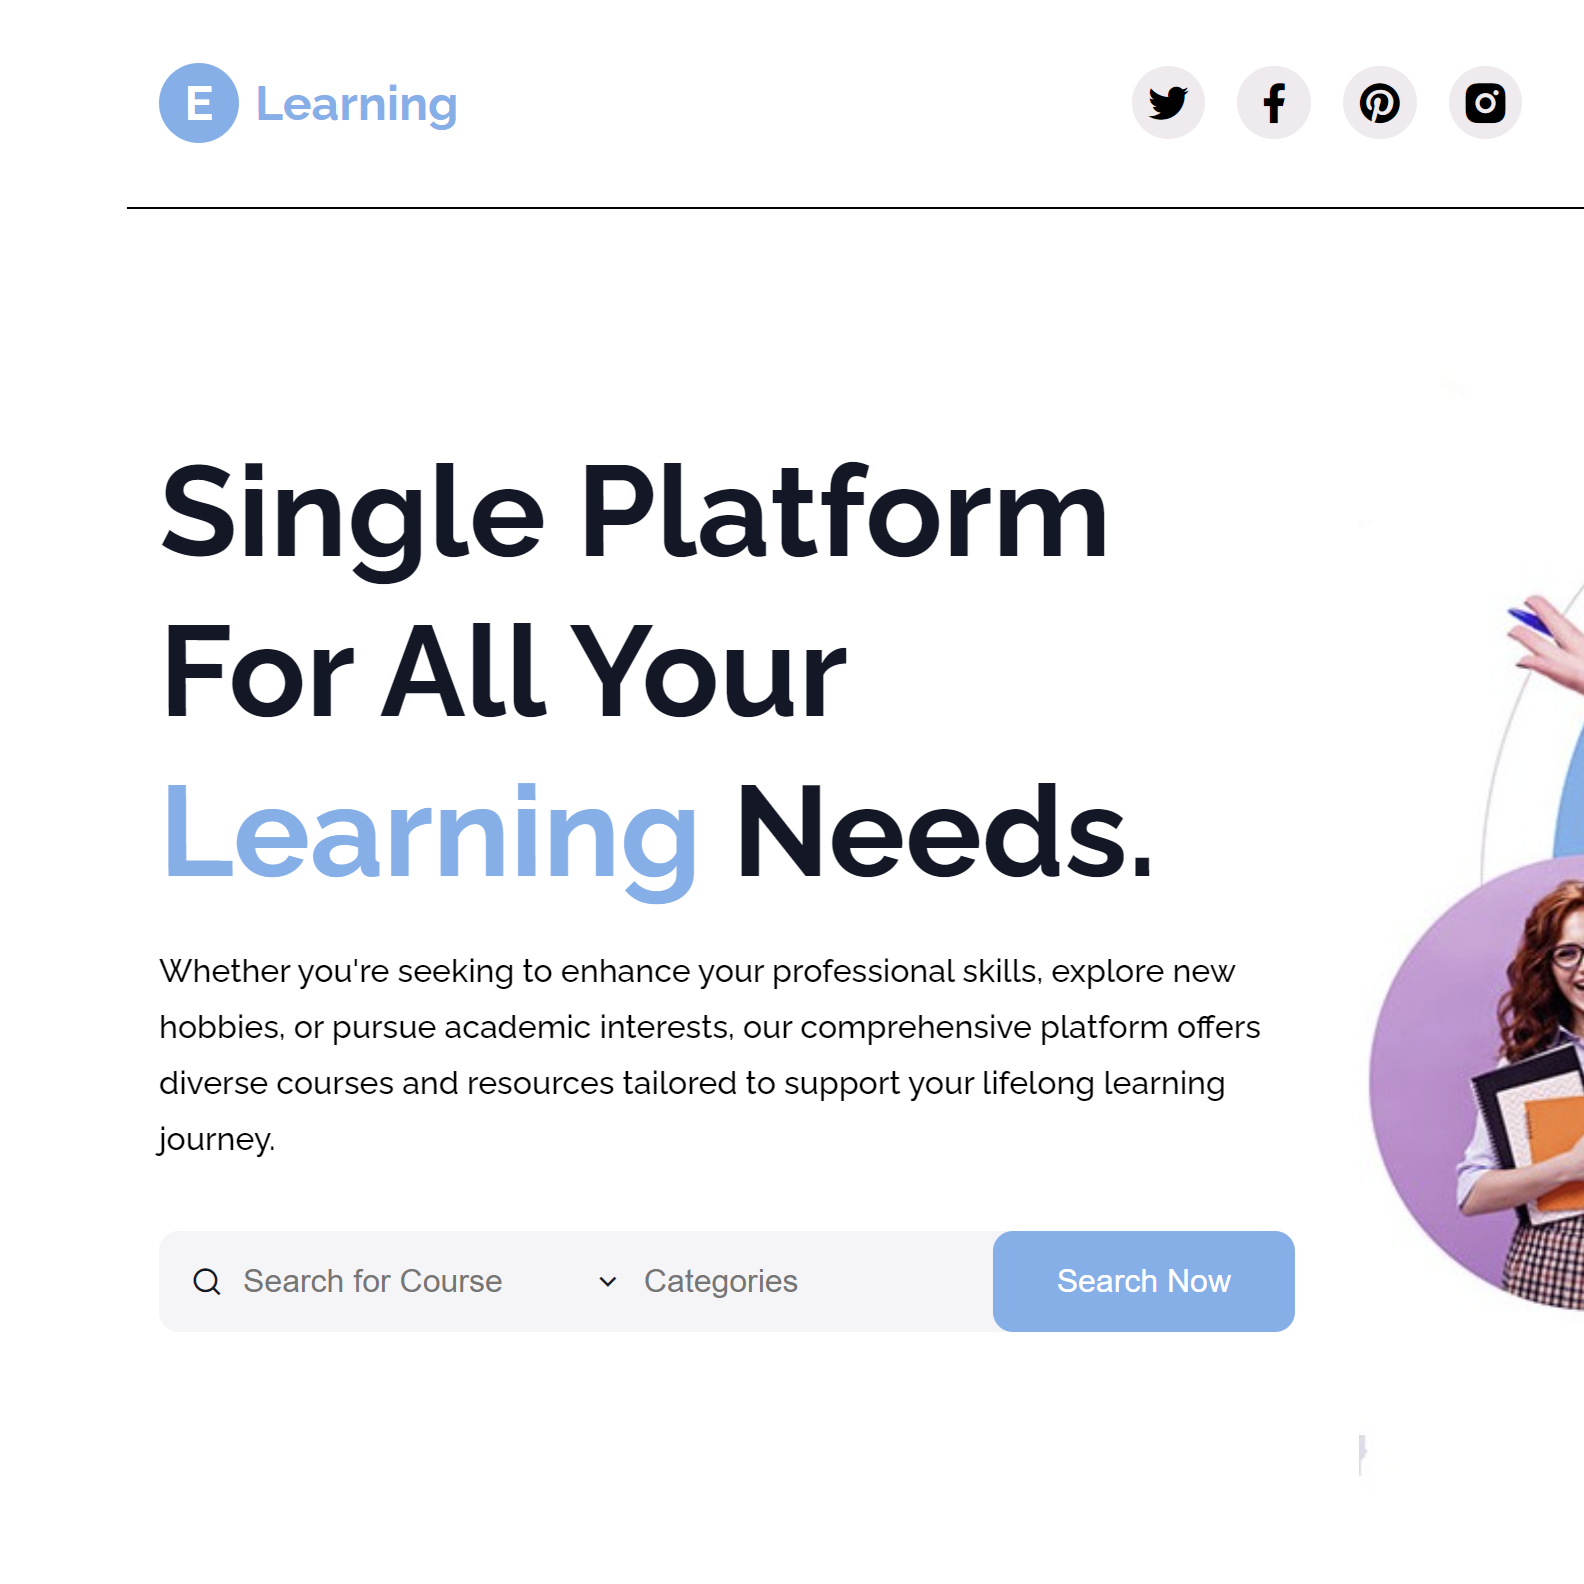 E Learning
Single Platform
For All Your
Learning Needs.
Whether you're seeking to enhance your professional skills, explore new
hobbies, or pursue academic interests, our comprehensive platform offers
diverse courses and resources tailored to support your lifelong learning
journey.
Search for Course Categories Search Now